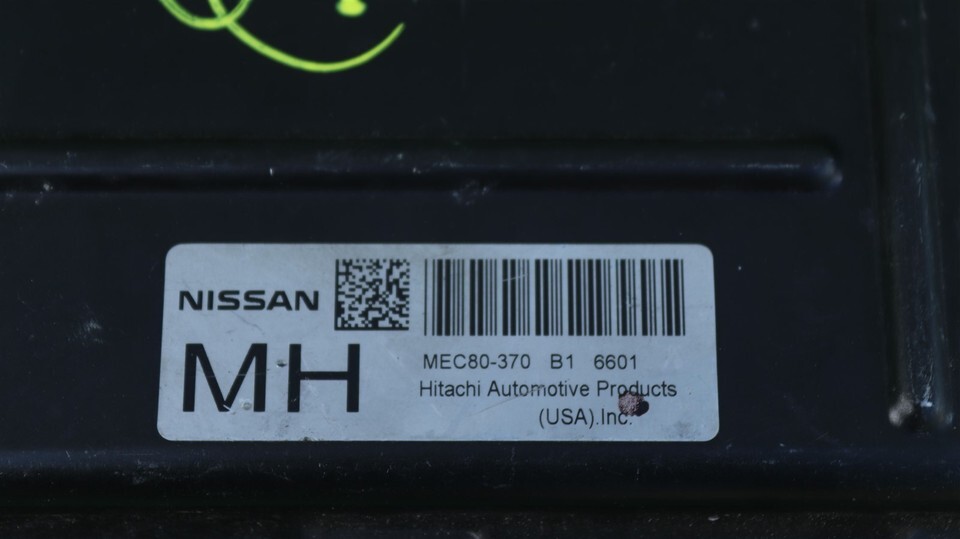 NISSAN
MH
MEC80-370 B1 6601
Hitachi Automotive Products
(USA).Inc.